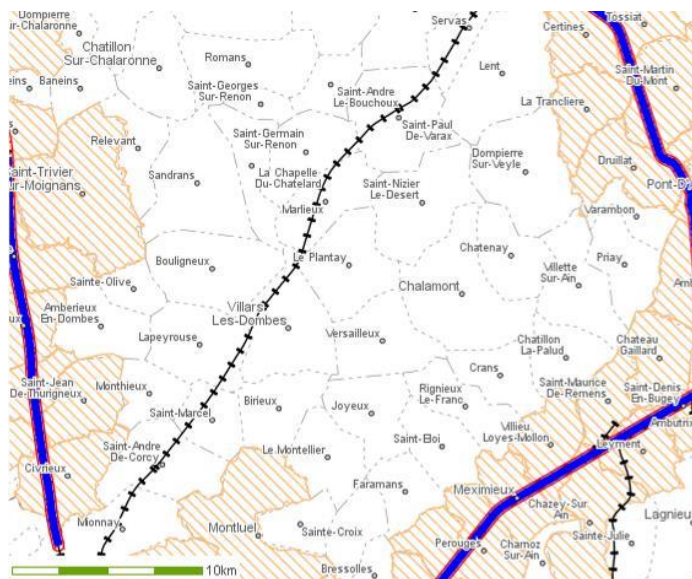 Dompierre
Sur-Chalaronne
Chatillon
Sur-Chalaronne
Romans
Servas
Lent
Certines
Tossiat
Baneins
Saint-Georges
Sur-Renon
Saint-Andre
Le-Bouchoux
Saint-Martin
Du-Mont
La Trancliere
Saint-Paul
De-Varax
Relevant
Saint-Germain
Sur-Renon
Dompierre
Sur-Veyle
Druillat
Saint-Trivier
Sur-Moignans
Sandrans
La Chapelle
Du-Chatelard
Saint-Nizier
Le-Desert
Marlieux
Varambon
Bouligneux
Le Plantay
Chatenay
Priay
Villette
Sur-Ain
Sainte-Olive
Chalamont
Amberieux
En-Dombes
Villars
Les-Dombes
Lapeyrouse
Versailleux
Chatillon
La-Palud
Chateau
Gaillard
Crans
Saint-Jean
De-Thurigneux
Monthieux
Saint-Marcel
Birieux
Joyeux
Rignieux
Le-Franc
Saint-Maurice
De-Remens
Saint-Denis
En-Bugey
Ambutrix
Saint-Andre
De-Corcy
Le Montellier
Saint-Eloi
Villieu
Loyes-Mollon
Leyment
Civrieux
Faramans
Meximieux
Chazey-Sur
Ain
Lagnieu
Mionnay
Montluel
Sainte-Croix
Perouges
Charnoz
Sur-Ain
Sainte-Julie
Bressolles
10km